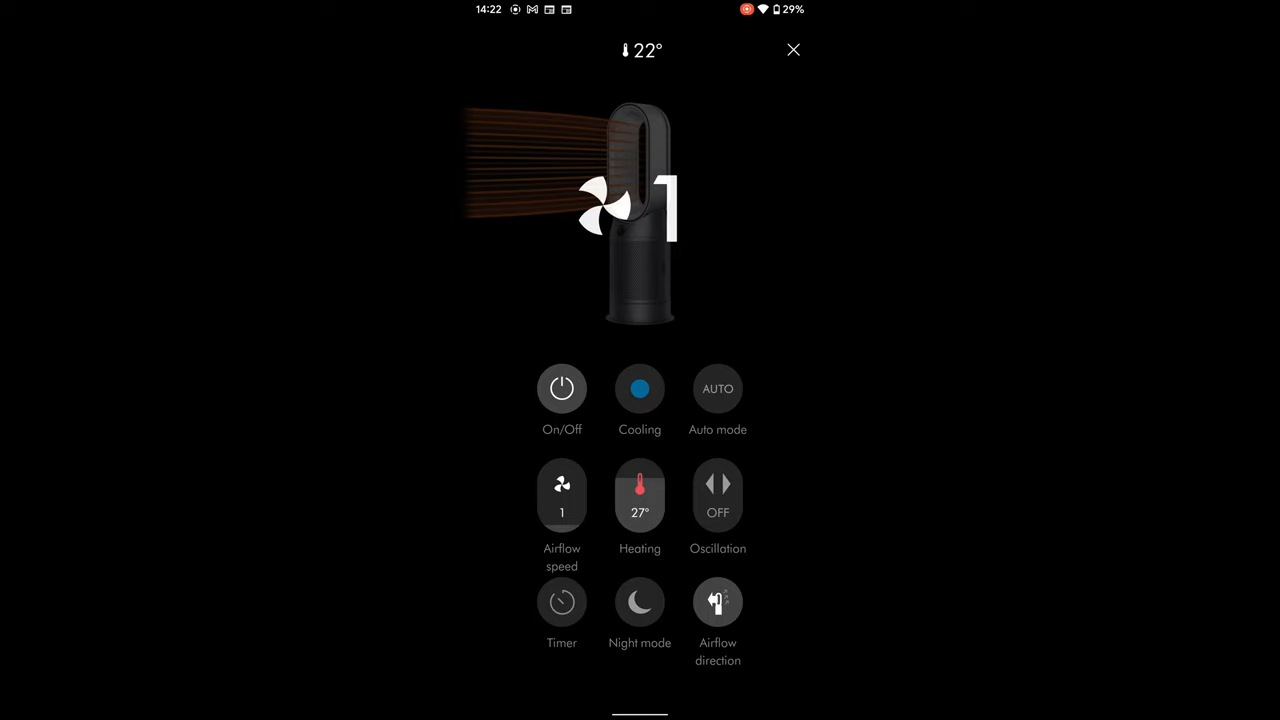 14:22
29%
22°
1
AUTO
On/Off
Cooling
Auto mode
1
27°
OFF
Airflow
speed
Heating
Oscillation
Timer
Night mode
Airflow
direction